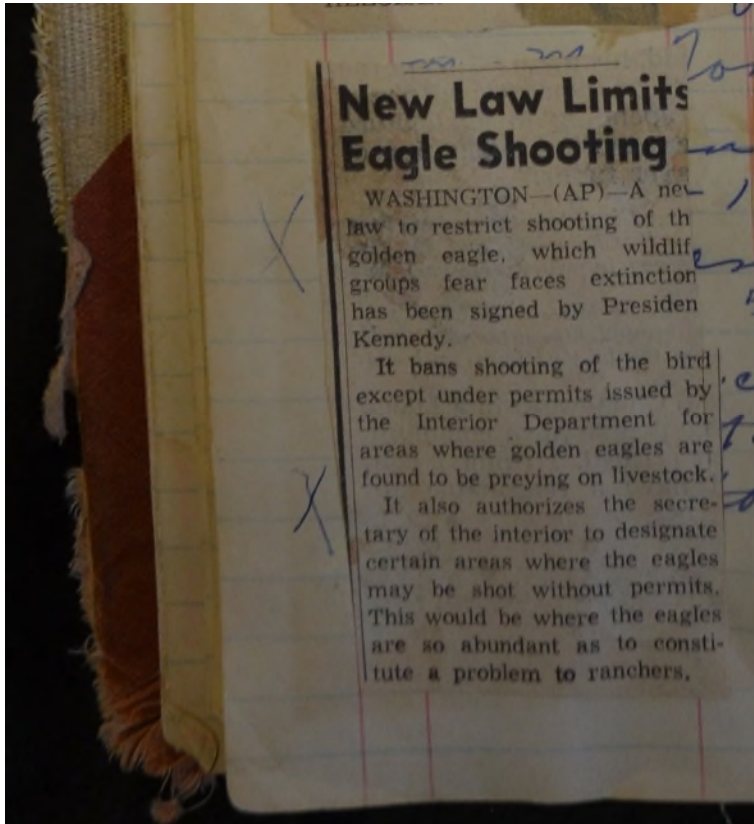 New Law Limits
Eagle Shooting
WASHINGTON—(AP)—A new
law to restrict shooting of th
golden eagle, which wildlif
groups fear faces extinction
has been signed by Presiden
Kennedy.
It bans shooting of the bird
except under permits issued by
the Interior Department for
areas where golden eagles are
found to be preying on livestock.
It also authorizes the secre-
tary of the interior to designate
certain areas where the eagles
may be shot without permits.
This would be where the eagles
are so abundant as to consti-
tute a problem to ranchers.